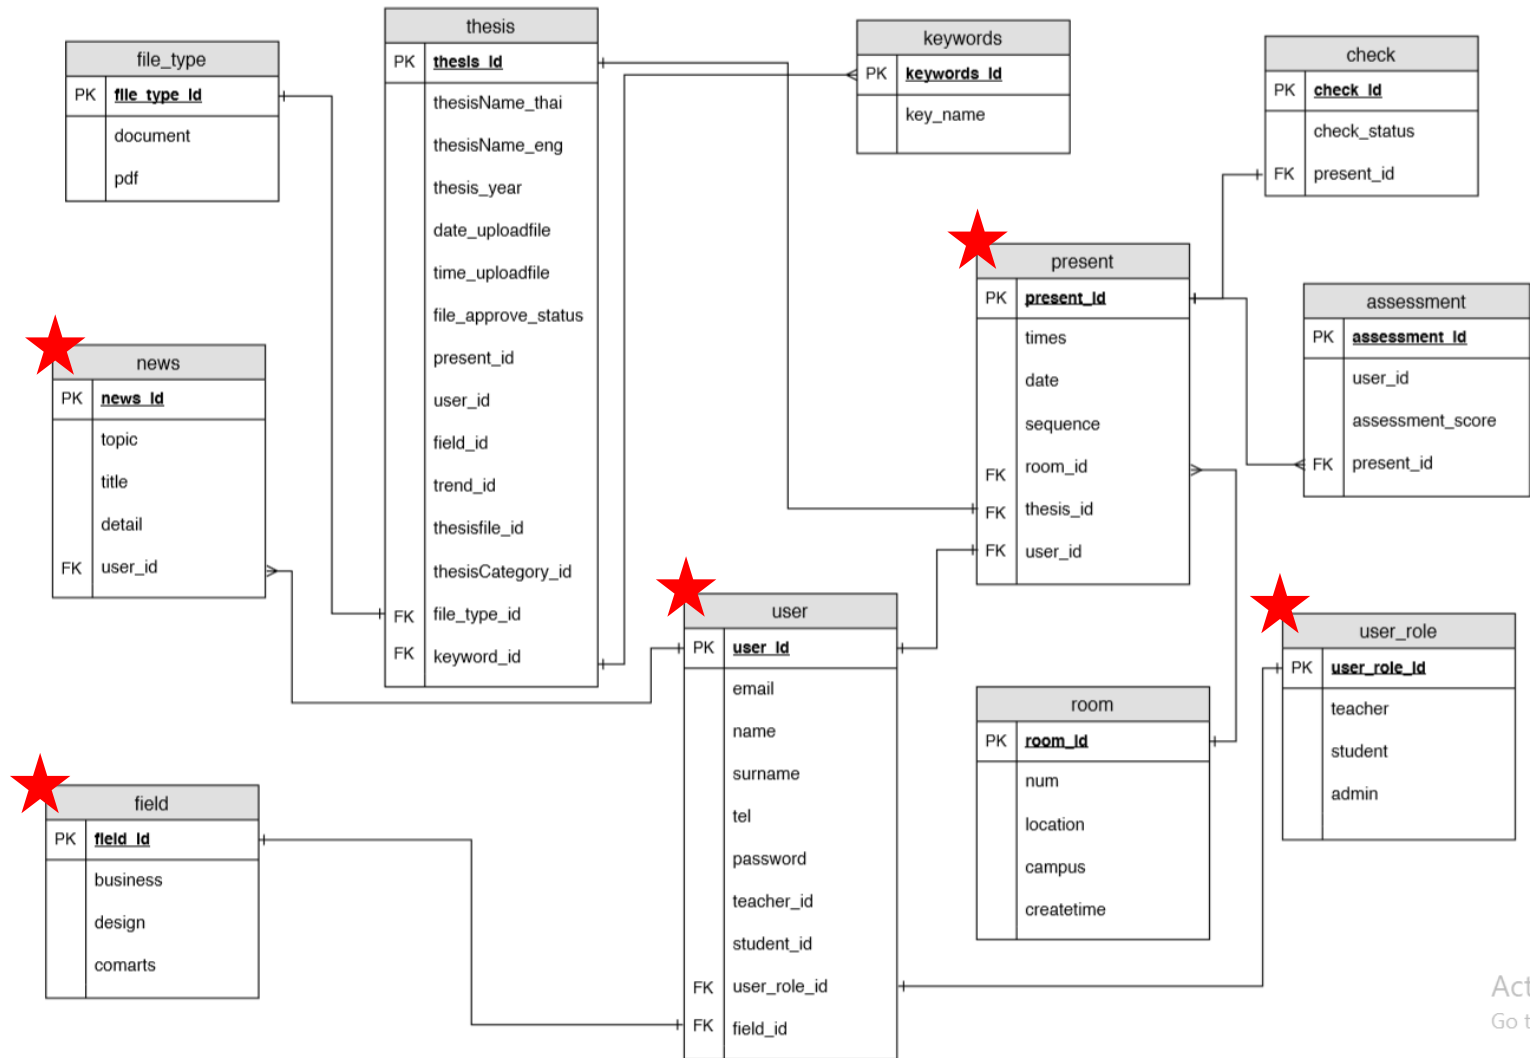 file_type
PK file_type_id
document
pdf
thesis
PK thesis_id
thesisName_thai
thesisName_eng
thesis_year
date_uploadfile
time_uploadfile
file_approve_status
present_id
user_id
field_id
trend_id
thesisfile_id
thesisCategory_id
FK file_type_id
FK keyword_id
keywords
PK keywords_id
key_name
check
PK check_id
check_status
FK present_id
present
PK present_id
times
date
sequence
FK room_id
FK thesis_id
FK user_id
assessment
PK assessment_id
user_id
assessment_score
FK present_id
news
PK news_id
topic
title
detail
FK user_id
user
PK user_id
email
name
surname
tel
password
teacher_id
student_id
FK user_role_id
FK field_id
user_role
PK user_role_id
teacher
student
admin
room
PK room_id
num
location
campus
createtime
field
PK field_id
business
design
comarts
Act
Go t